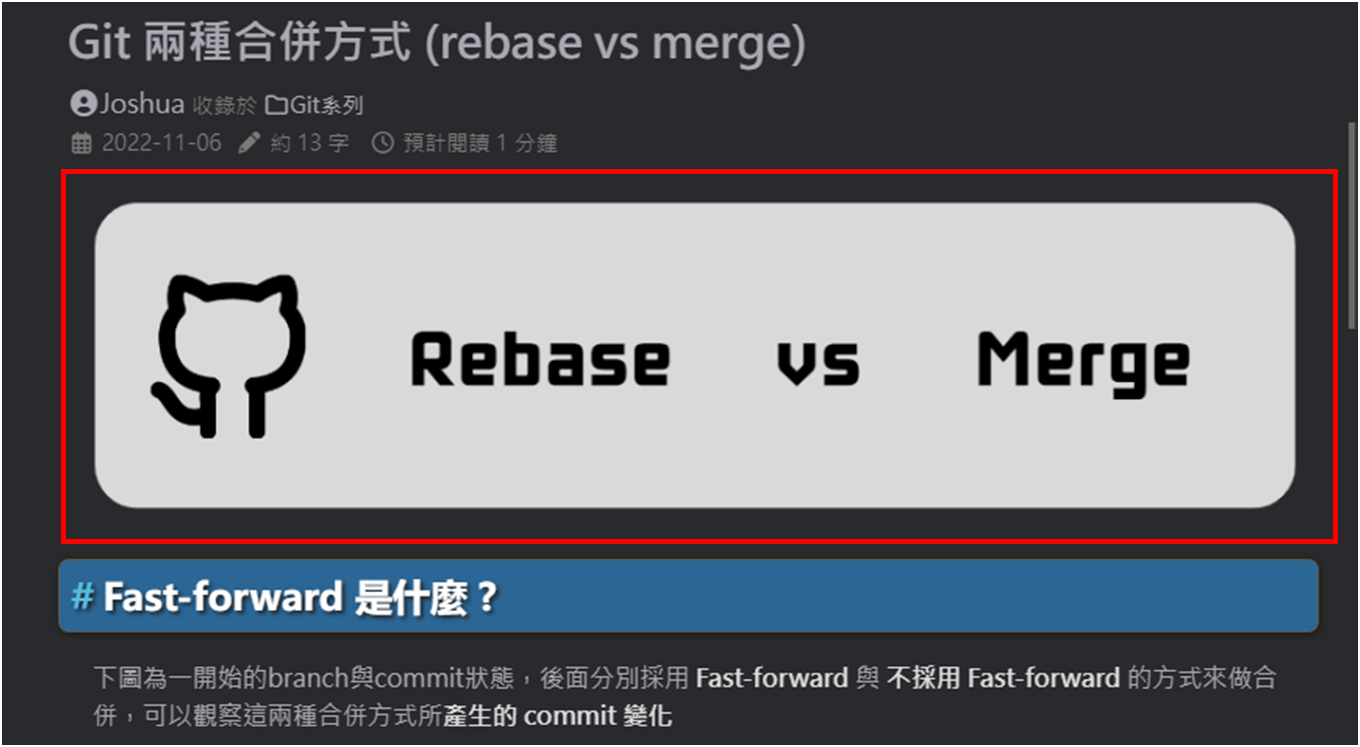 Git 兩種合併方式 (rebase vs merge)
Joshua 收錄於 Git系列
2022-11-06 約 13 字 預計閱讀 1 分鐘
Rebase vs Merge
# Fast-forward 是什麼？
下圖為一開始的branch與commit狀態，後面分別採用 Fast-forward 與 不採用 Fast-forward 的方式來做合
併，可以觀察這兩種合併方式所產生的 commit 變化